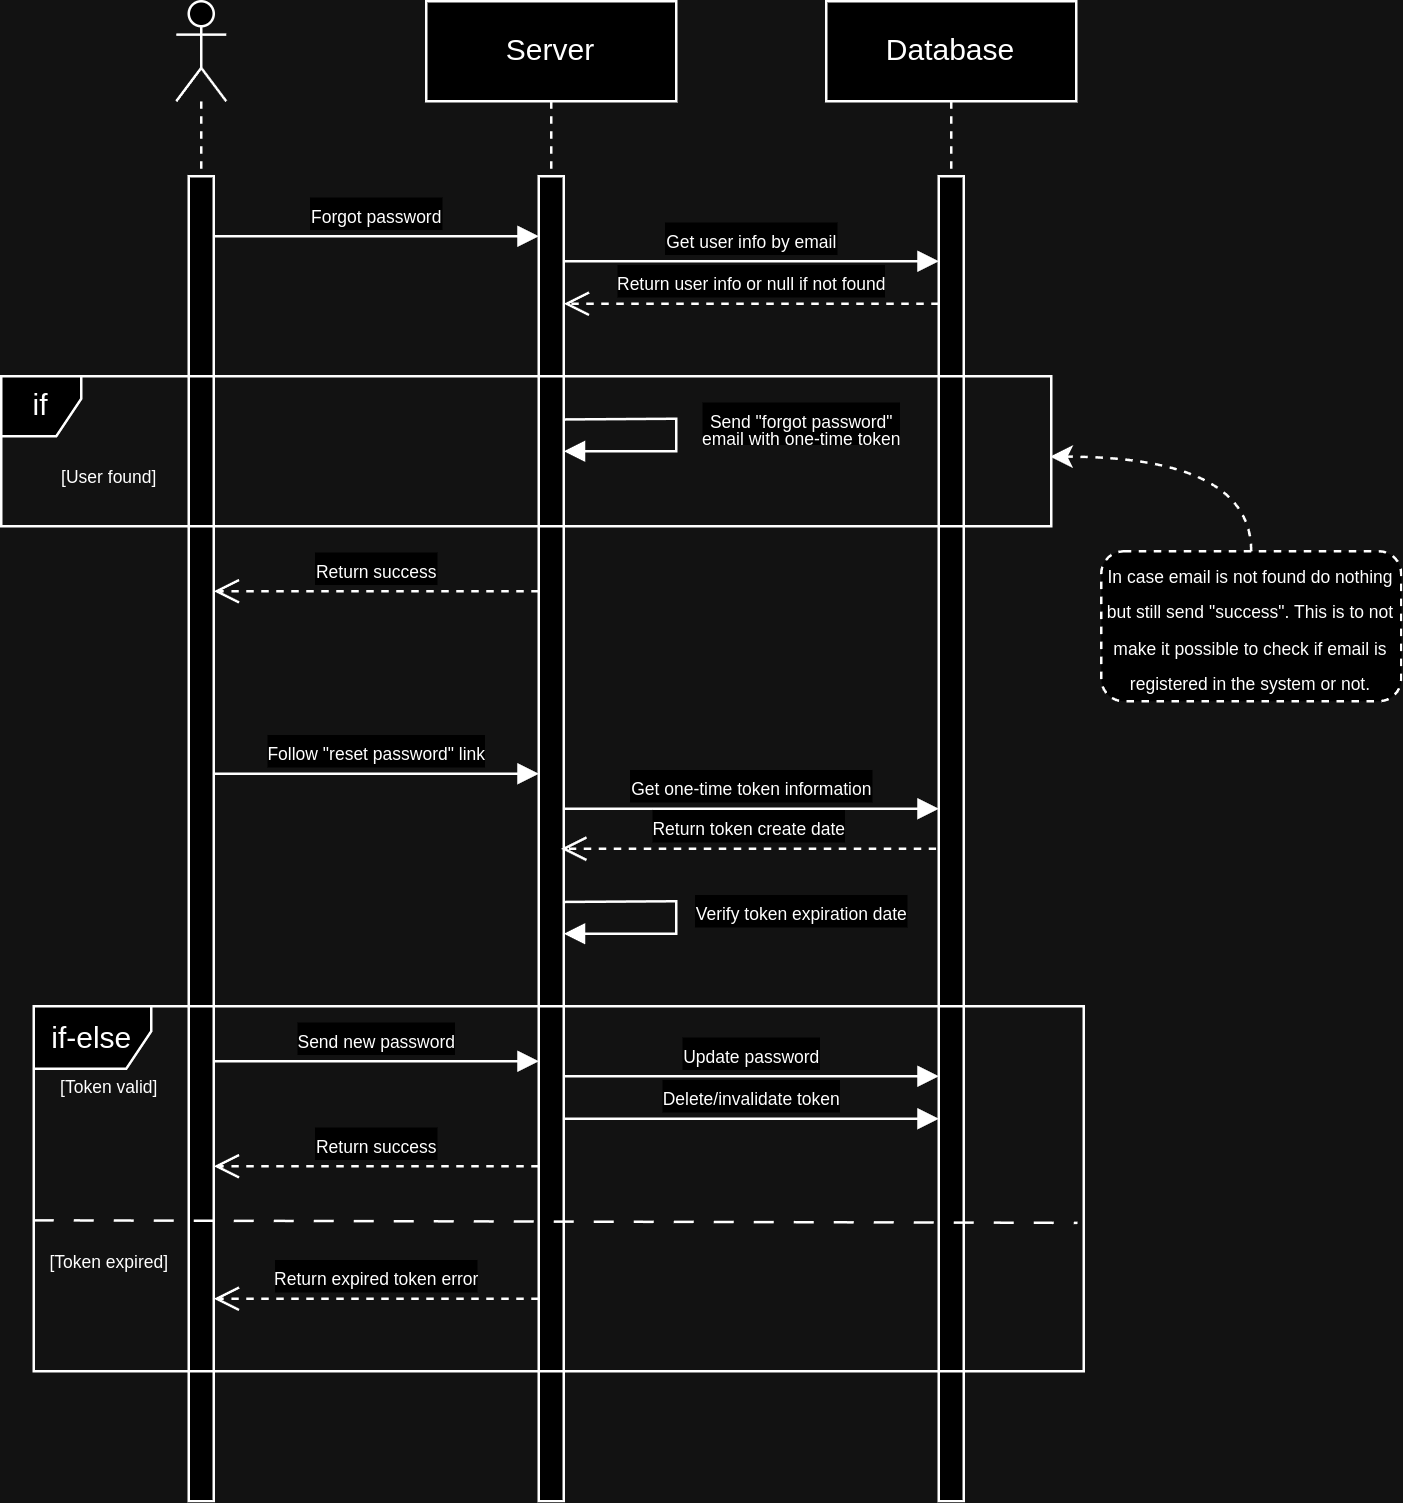 Server
Database
Forgot password
Get user info by email
Return user info or null if not found
if
Send "forgot password"
email with one-time token
[User found]
Return success
In case email is not found do nothing
but still send "success". This is to not
make it possible to check if email is
registered in the system or not.
Follow "reset password" link
Get one-time token information
Return token create date
Verify token expiration date
if-else
Send new password
Update password
[Token valid]
Delete/invalidate token
Return success
[Token expired]
Return expired token error